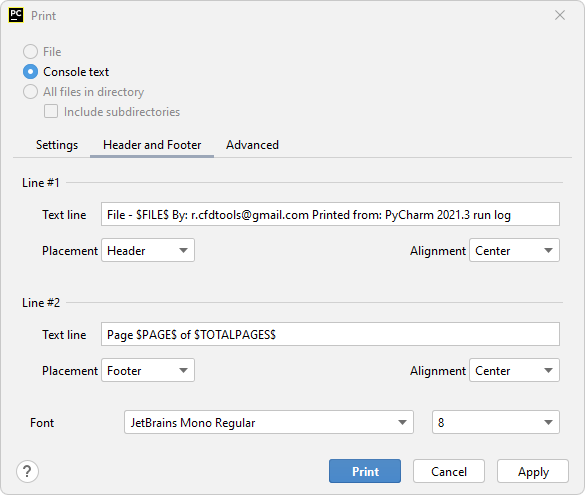 PC Print
File
Console text
All files in directory
Include subdirectories
Settings Header and Footer Advanced
Line #1
Text line File - $FILE$ By: r.cfdtools@gmail.com Printed from: PyCharm 2021.3 run log
Placement Header Alignment Center
Line #2
Text line Page $PAGE$ of $TOTALPAGES$
Placement Footer Alignment Center
Font JetBrains Mono Regular 8
? Print Cancel Apply